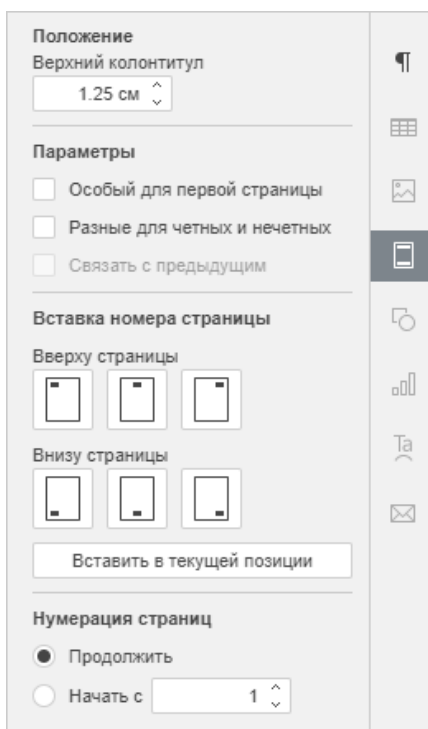 Положение
Верхний колонтитул
1.25 см
Параметры
Особый для первой страницы
Разные для четных и нечетных
Связать с предыдущим
Вставка номера страницы
Вверху страницы
Внизу страницы
Вставить в текущей позиции
Нумерация страниц
Продолжить
Начать с 1
¶
Ta